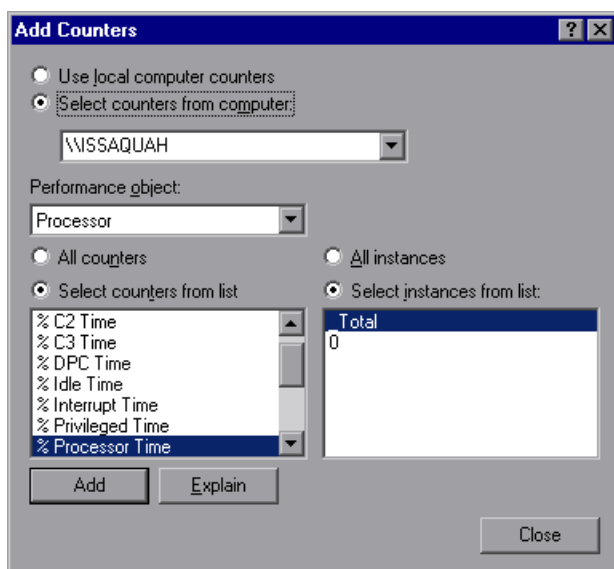 Add Counters
Use local computer counters
Select counters from computer:
\\ISSAQUAH
Performance object:
Processor
All counters
All instances
Select counters from list
Select instances from list:
% C2 Time
% C3 Time
% DPC Time
% Idle Time
% Interrupt Time
% Privileged Time
% Processor Time
_Total
0
Add
Explain
Close